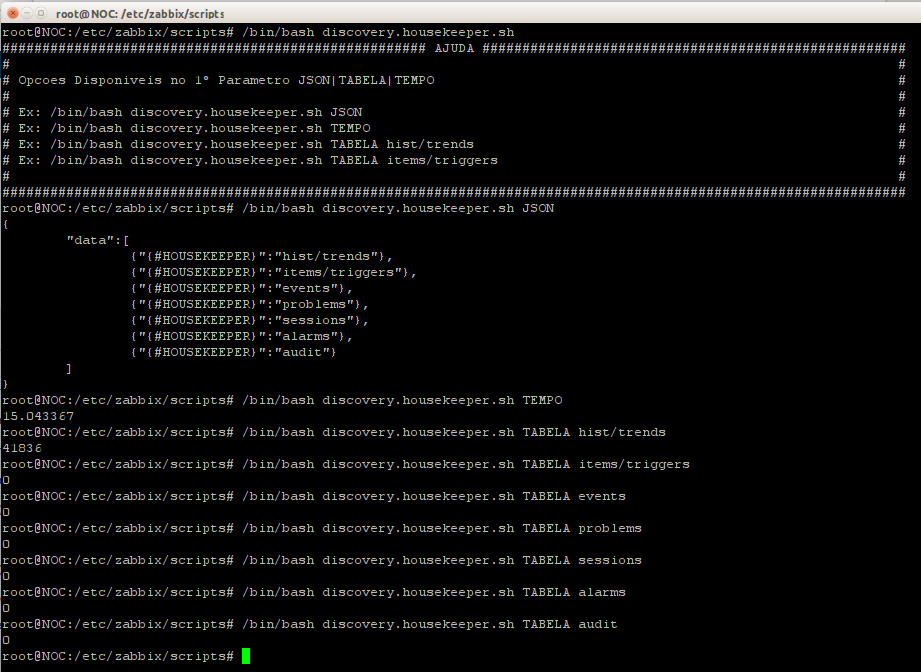 root@NOC: /etc/zabbix/scripts
root@NOC:/etc/zabbix/scripts# /bin/bash discovery.housekeeper.sh
##################################################### AJUDA #####################################################
# #
# Opcoes Disponiveis no 1º Parametro JSON|TABELA|TEMPO #
# #
# Ex: /bin/bash discovery.housekeeper.sh JSON #
# Ex: /bin/bash discovery.housekeeper.sh TEMPO #
# Ex: /bin/bash discovery.housekeeper.sh TABELA hist/trends #
# Ex: /bin/bash discovery.housekeeper.sh TABELA items/triggers #
# #
#################################################################################################################
root@NOC:/etc/zabbix/scripts# /bin/bash discovery.housekeeper.sh JSON
{
"data":[
{"{#HOUSEKEEPER}":"hist/trends"},
{"{#HOUSEKEEPER}":"items/triggers"},
{"{#HOUSEKEEPER}":"events"},
{"{#HOUSEKEEPER}":"problems"},
{"{#HOUSEKEEPER}":"sessions"},
{"{#HOUSEKEEPER}":"alarms"},
{"{#HOUSEKEEPER}":"audit"}
]
}
root@NOC:/etc/zabbix/scripts# /bin/bash discovery.housekeeper.sh TEMPO
15.043367
root@NOC:/etc/zabbix/scripts# /bin/bash discovery.housekeeper.sh TABELA hist/trends
41836
root@NOC:/etc/zabbix/scripts# /bin/bash discovery.housekeeper.sh TABELA items/triggers
0
root@NOC:/etc/zabbix/scripts# /bin/bash discovery.housekeeper.sh TABELA events
0
root@NOC:/etc/zabbix/scripts# /bin/bash discovery.housekeeper.sh TABELA problems
0
root@NOC:/etc/zabbix/scripts# /bin/bash discovery.housekeeper.sh TABELA sessions
0
root@NOC:/etc/zabbix/scripts# /bin/bash discovery.housekeeper.sh TABELA alarms
0
root@NOC:/etc/zabbix/scripts# /bin/bash discovery.housekeeper.sh TABELA audit
0
root@NOC:/etc/zabbix/scripts#